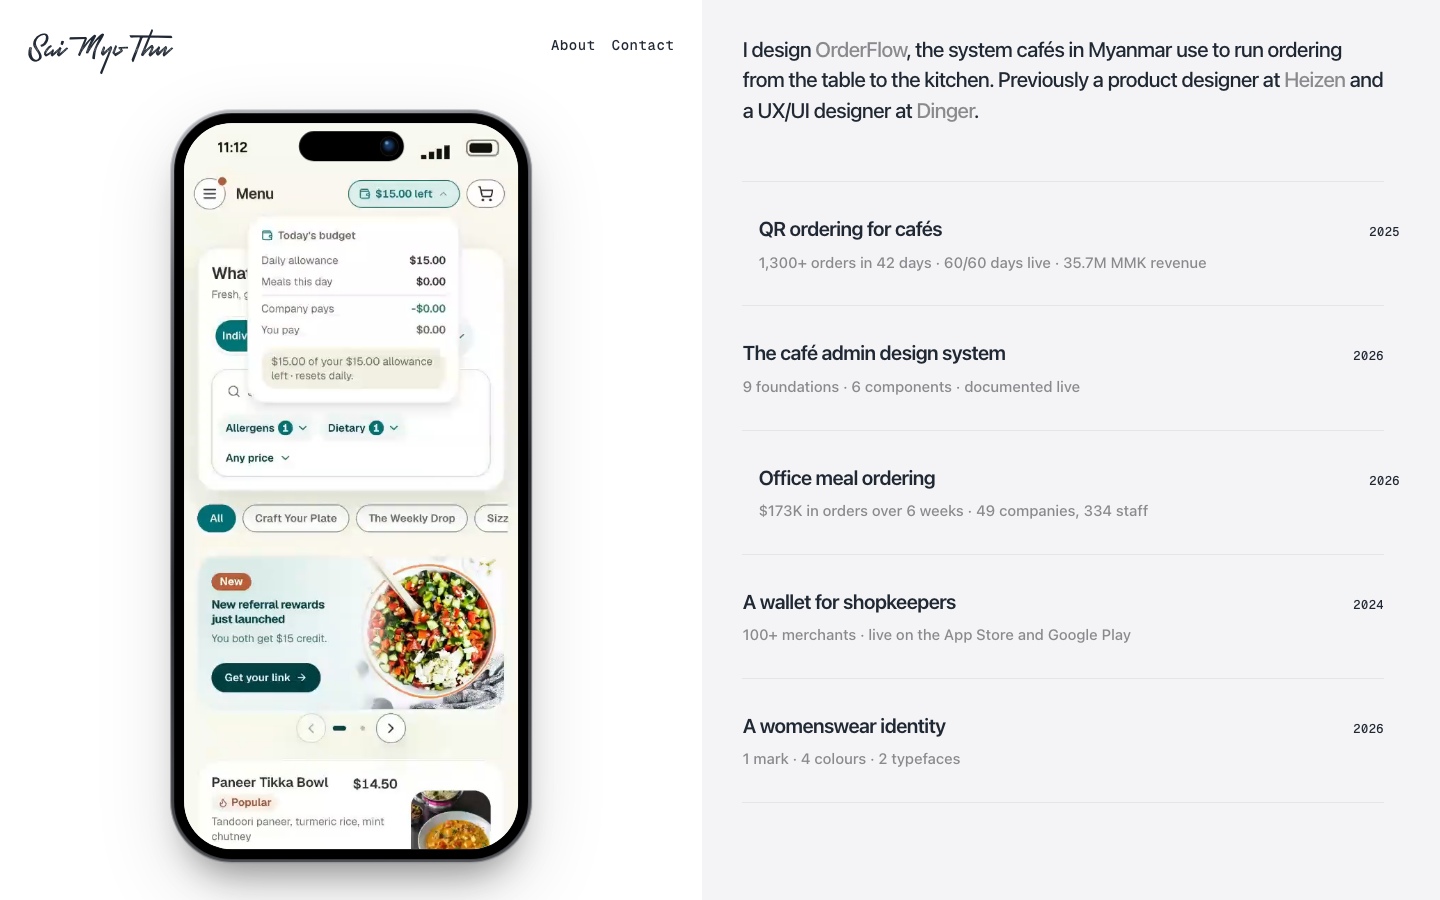 Sai Myo Thu
About
Contact
11:12
Menu
$15.00 left
Today's budget
Daily allowance
$15.00
Meals this day
$0.00
Company pays
-$0.00
You pay
$0.00
$15.00 of your $15.00 allowance
left · resets daily.
Allergens 1
Dietary 1
Any price
All
Craft Your Plate
The Weekly Drop
New
New referral rewards
just launched
You both get $15 credit.
Get your link →
Paneer Tikka Bowl
$14.50
Popular
Tandoori paneer, turmeric rice, mint
chutney
I design OrderFlow, the system cafés in Myanmar use to run ordering
from the table to the kitchen. Previously a product designer at Heizen and
a UX/UI designer at Dinger.
QR ordering for cafés
2025
1,300+ orders in 42 days · 60/60 days live · 35.7M MMK revenue
The café admin design system
2026
9 foundations · 6 components · documented live
Office meal ordering
2026
$173K in orders over 6 weeks · 49 companies, 334 staff
A wallet for shopkeepers
2024
100+ merchants · live on the App Store and Google Play
A womenswear identity
2026
1 mark · 4 colours · 2 typefaces